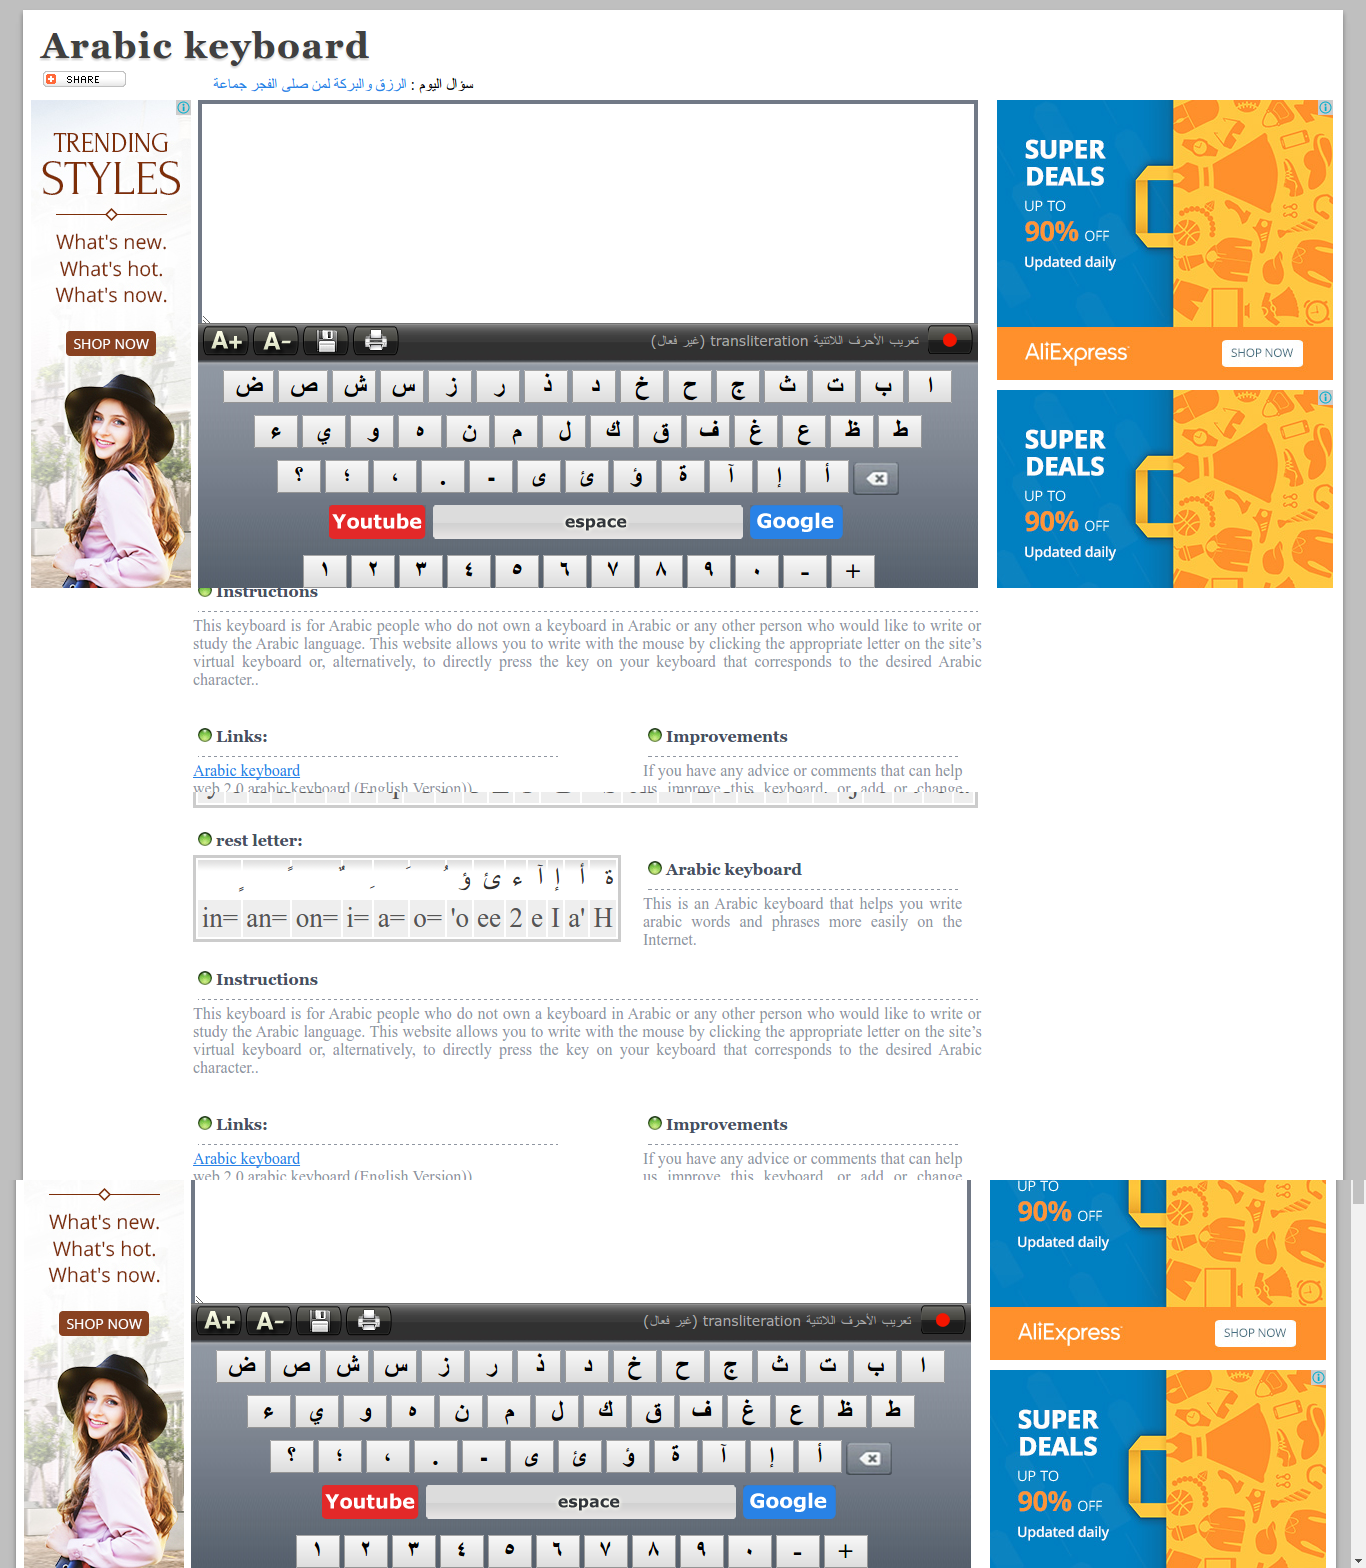 Arabic keyboard
SHARE
سؤال اليوم : الرزق والبركة لمن صلى الفجر جماعة
TRENDING
STYLES
What's new.
What's hot.
What's now.
SHOP NOW
SUPER
DEALS
UP TO
90% OFF
Updated daily
AliExpress
SHOP NOW
SUPER
DEALS
UP TO
90% OFF
Updated daily
A+ A-
تعريب الأحرف اللاتنية transliteration (غير فعال)
ا ب ت ث ج ح خ د ذ ر ز س ش ص ض
ط ظ ع غ ف ق ك ل م ن ه و ي ء
أ إ آ ة ؤ ئ ى - . ، ؛ ؟
Youtube espace Google
١ ٢ ٣ ٤ ٥ ٦ ٧ ٨ ٩ ٠ - +
Instructions
This keyboard is for Arabic people who do not own a keyboard in Arabic or any other person who would like to write or
study the Arabic language. This website allows you to write with the mouse by clicking the appropriate letter on the site’s
virtual keyboard or, alternatively, to directly press the key on your keyboard that corresponds to the desired Arabic
character..
Links:
Arabic keyboard
web 2.0 arabic keyboard (English Version))
Improvements
If you have any advice or comments that can help
us improve this keyboard, or add or change
rest letter:
ة أ إ آ ء ئ ؤ ُ َ ِ ٌ ً ٍ
in= an= on= i= a= o= 'o ee 2 e I a' H
Arabic keyboard
This is an Arabic keyboard that helps you write
arabic words and phrases more easily on the
Internet.
Instructions
This keyboard is for Arabic people who do not own a keyboard in Arabic or any other person who would like to write or
study the Arabic language. This website allows you to write with the mouse by clicking the appropriate letter on the site’s
virtual keyboard or, alternatively, to directly press the key on your keyboard that corresponds to the desired Arabic
character..
Links:
Arabic keyboard
web 2.0 arabic keyboard (English Version))
Improvements
If you have any advice or comments that can help
us improve this keyboard, or add or change
What's new.
What's hot.
What's now.
SHOP NOW
UP TO
90% OFF
Updated daily
AliExpress
SHOP NOW
SUPER
DEALS
UP TO
90% OFF
Updated daily
A+ A-
تعريب الأحرف اللاتنية transliteration (غير فعال)
ا ب ت ث ج ح خ د ذ ر ز س ش ص ض
ط ظ ع غ ف ق ك ل م ن ه و ي ء
أ إ آ ة ؤ ئ ى - . ، ؛ ؟
Youtube espace Google
١ ٢ ٣ ٤ ٥ ٦ ٧ ٨ ٩ ٠ - +